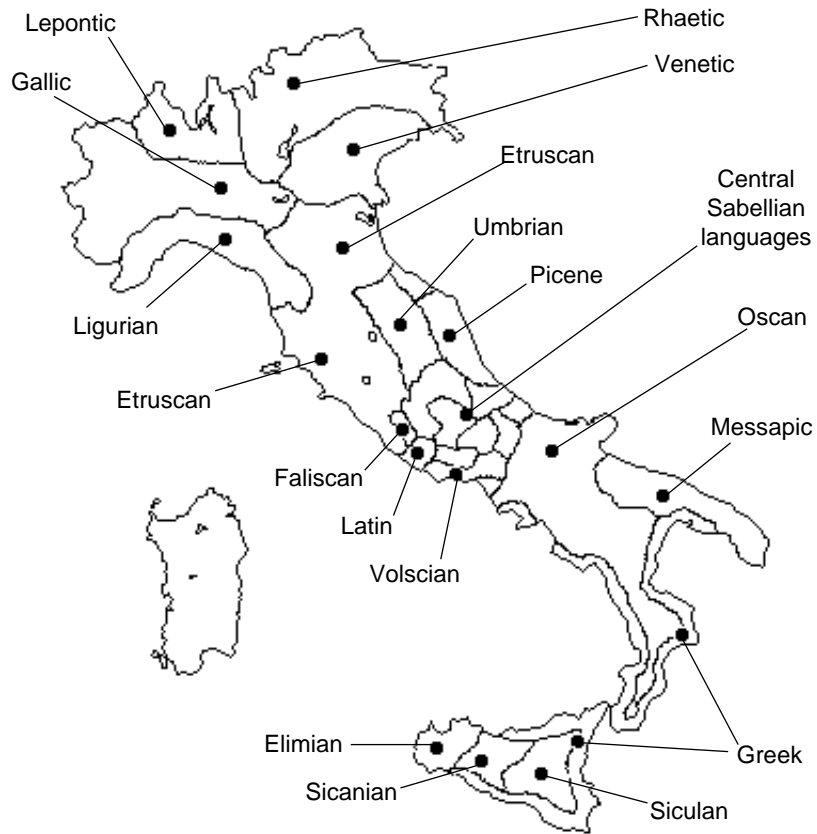 Lepontic
Rhaetic
Gallic
Venetic
Etruscan
Central
Sabellian
languages
Umbrian
Picene
Ligurian
Oscan
Etruscan
Messapic
Faliscan
Latin
Volscian
Elimian
Greek
Sicanian
Siculan